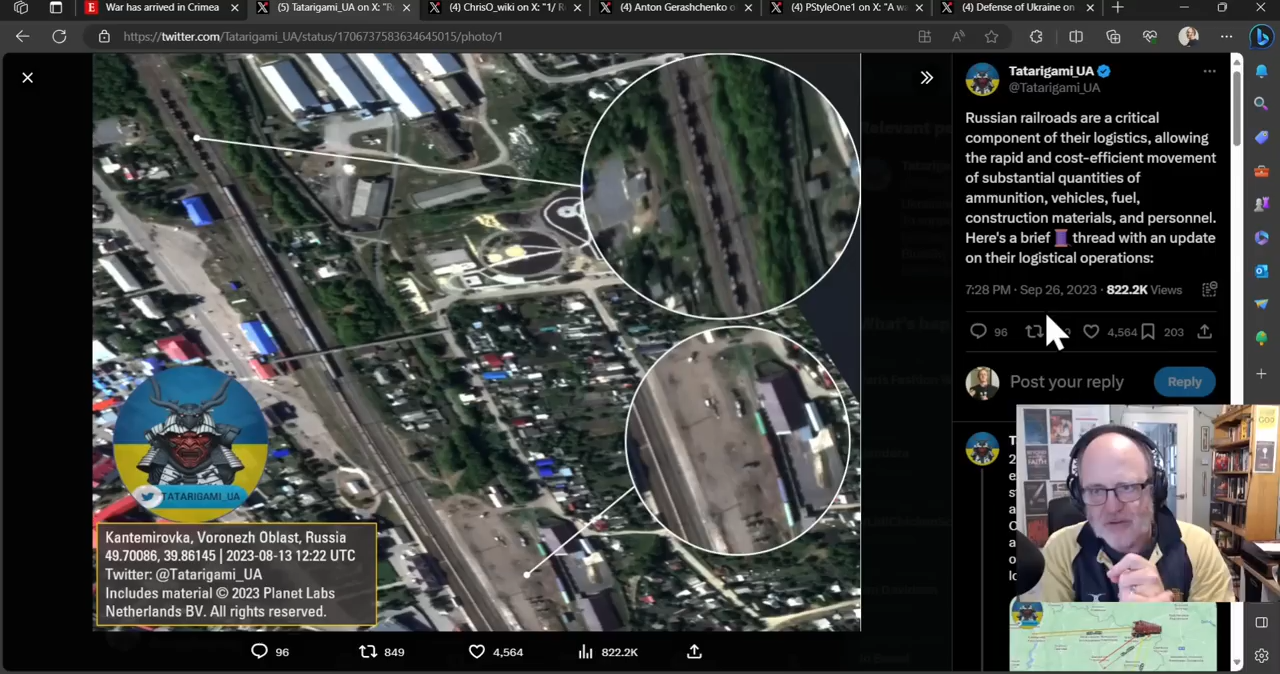 War has arrived in Crimea
(5) Tatarigami_UA on X: "R
(4) ChrisO_wiki on X: "1/ R
(4) Anton Gerashchenko o
(4) PStyleOne1 on X: "A wa
(4) Defense of Ukraine on
https://twitter.com/Tatarigami_UA/status/1706737583634645015/photo/1
Tatarigami_UA
@Tatarigami_UA
Russian railroads are a critical
component of their logistics, allowing
the rapid and cost-efficient movement
of substantial quantities of
ammunition, vehicles, fuel,
construction materials, and personnel.
Here's a brief 🧵 thread with an update
on their logistical operations:
7:28 PM · Sep 26, 2023 · 822.2K Views
96
4,564
203
Post your reply
Reply
TATARIGAMI_UA
Kantemirovka, Voronezh Oblast, Russia
49.70086, 39.86145 | 2023-08-13 12:22 UTC
Twitter: @Tatarigami_UA
Includes material © 2023 Planet Labs
Netherlands BV. All rights reserved.
96
849
4,564
822.2K